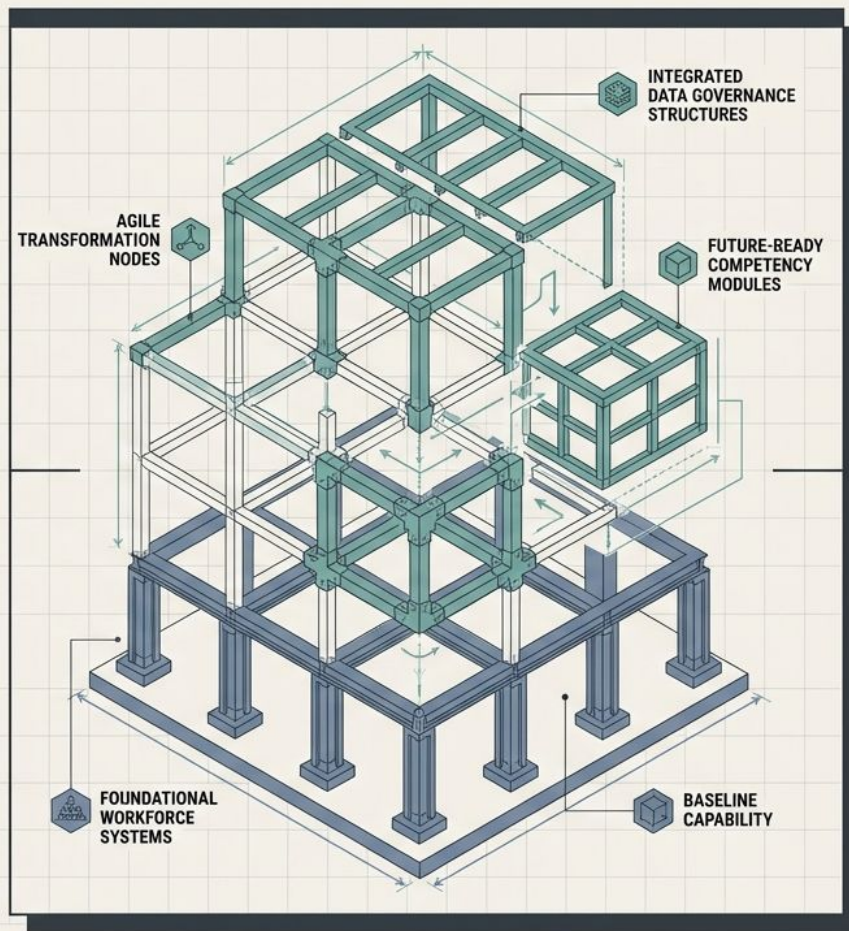 INTEGRATED
DATA GOVERNANCE
STRUCTURES
AGILE
TRANSFORMATION
NODES
FUTURE-READY
COMPETENCY
MODULES
FOUNDATIONAL
WORKFORCE
SYSTEMS
BASELINE
CAPABILITY